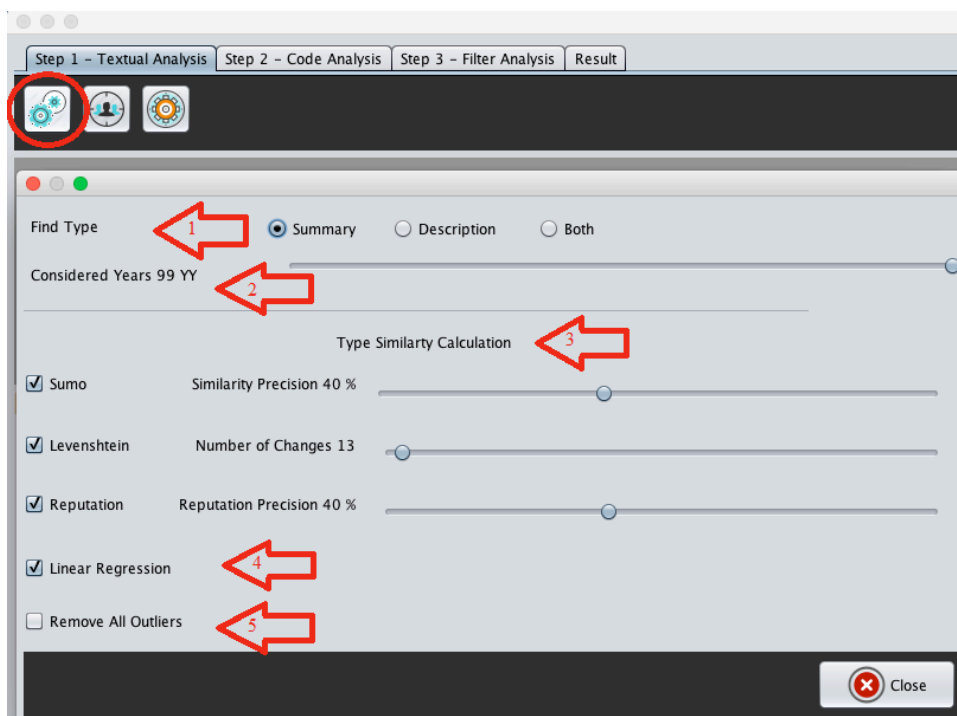 Step 1 - Textual Analysis Step 2 - Code Analysis Step 3 - Filter Analysis Result
Find Type 1 Summary Description Both
Considered Years 99 YY 2
Type Similarty Calculation 3
Sumo Similarity Precision 40 %
Levenshtein Number of Changes 13
Reputation Reputation Precision 40 %
Linear Regression 4
Remove All Outliers 5
Close